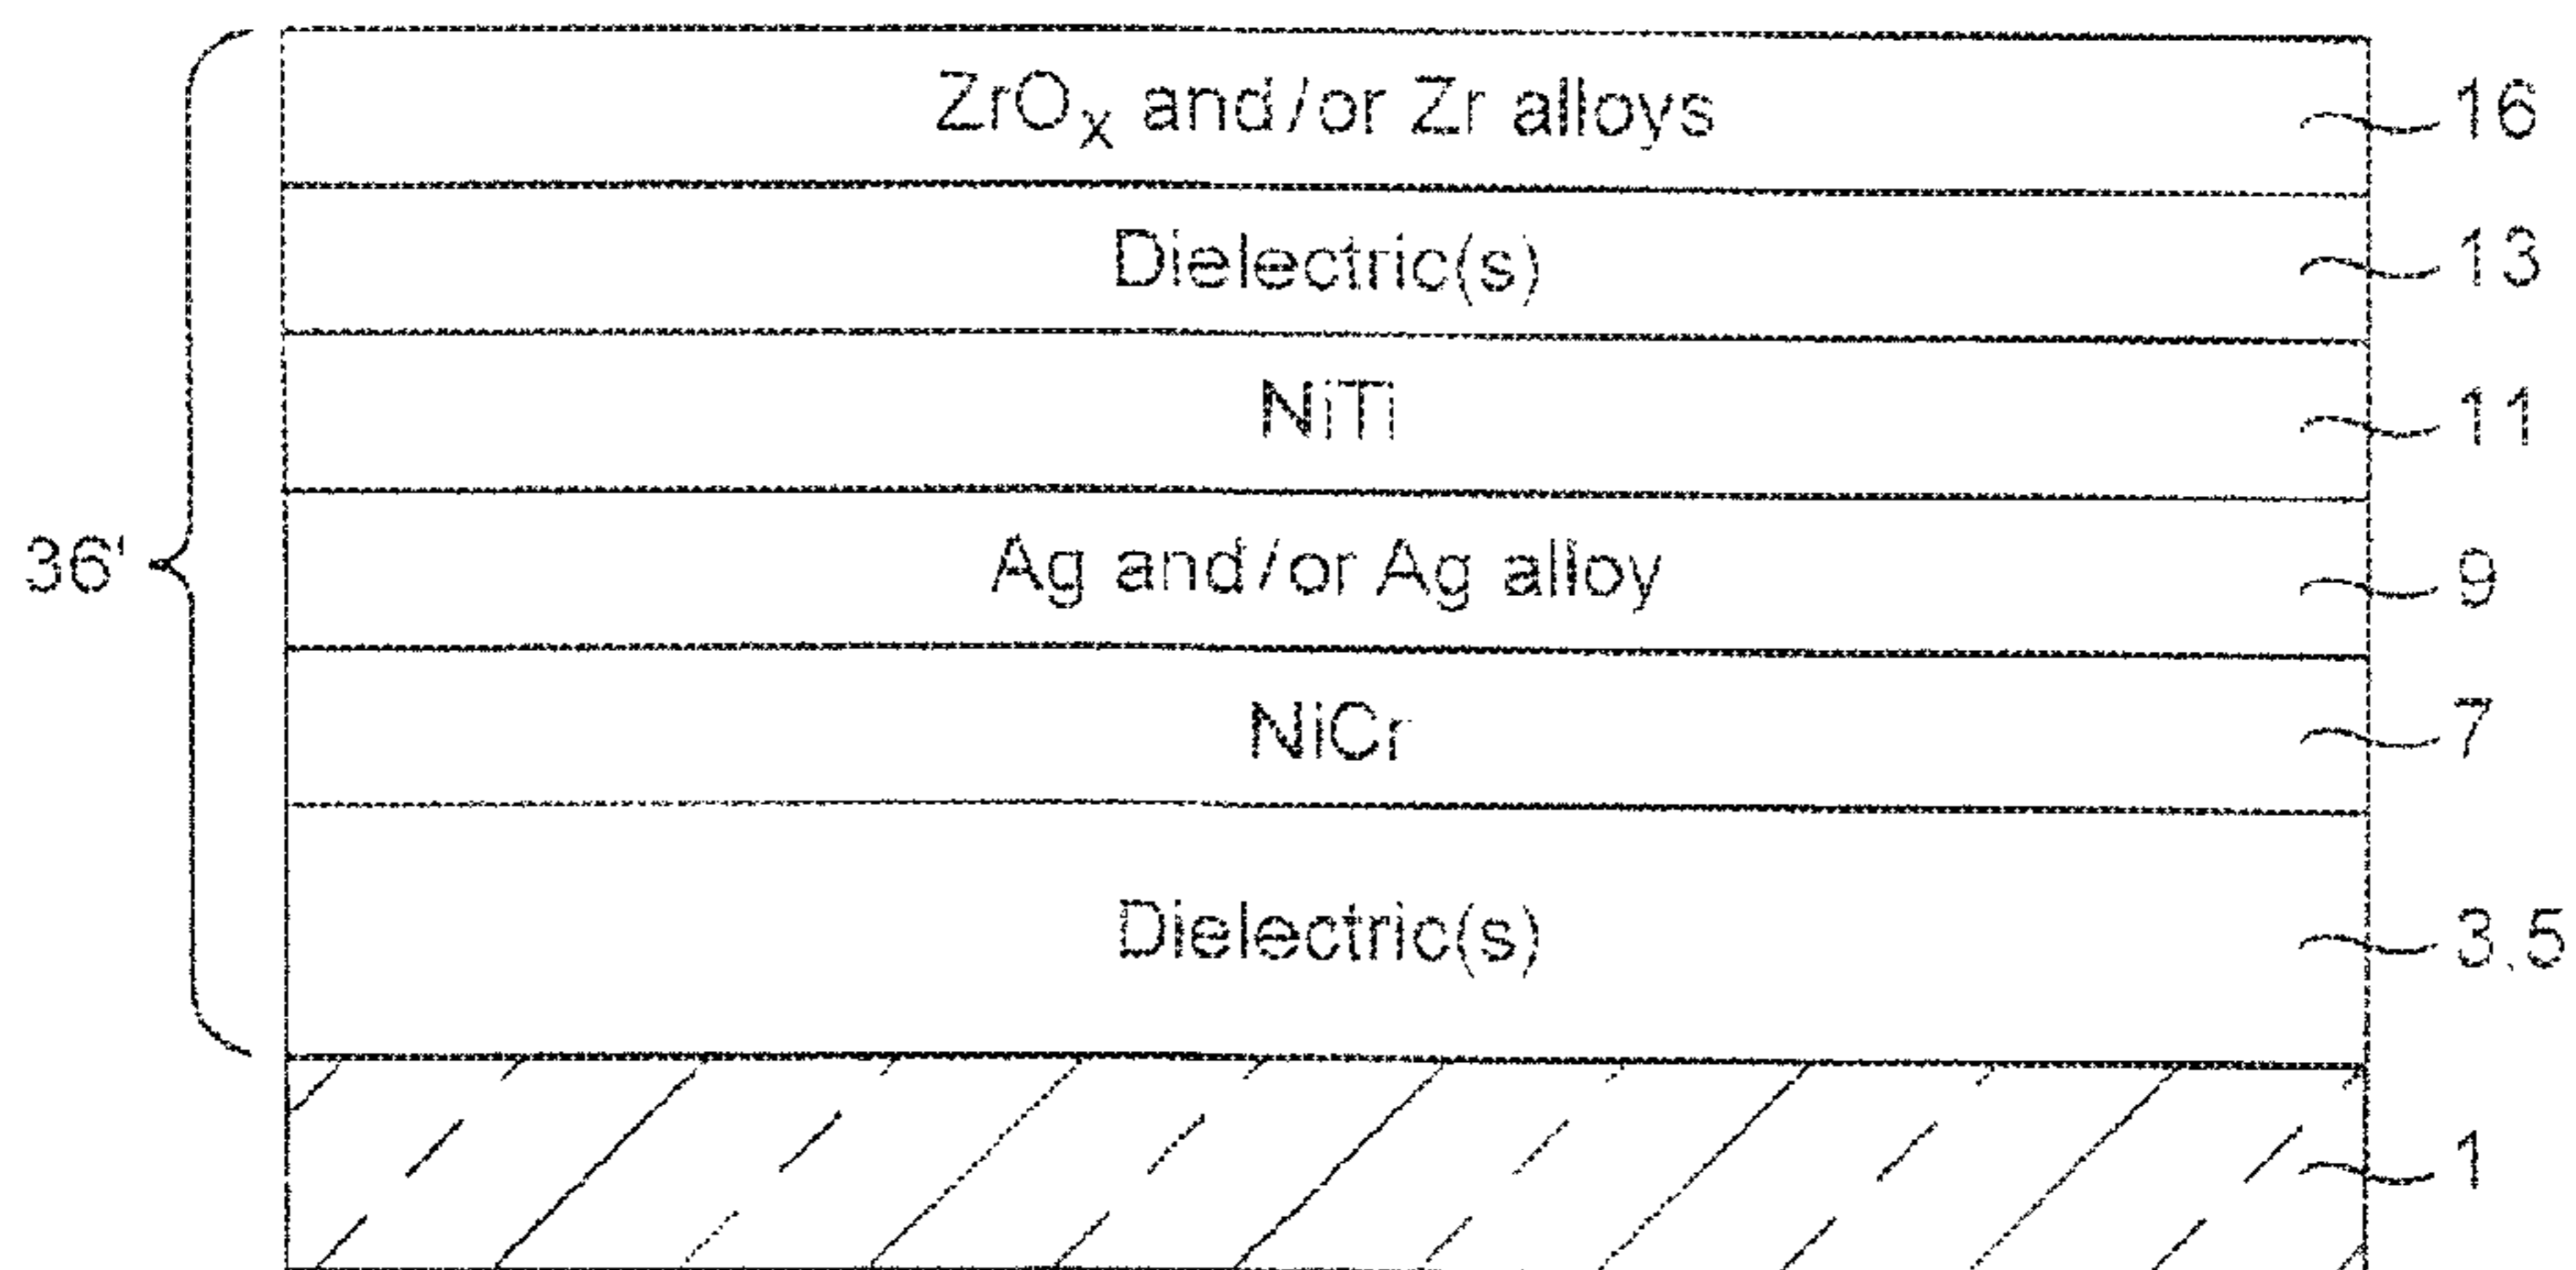 ZrOx and/or Zr alloys 16
Dielectric(s) 13
NiTi 11
36' Ag and/or Ag alloy 9
NiCr 7
Dielectric(s) 3,5
1